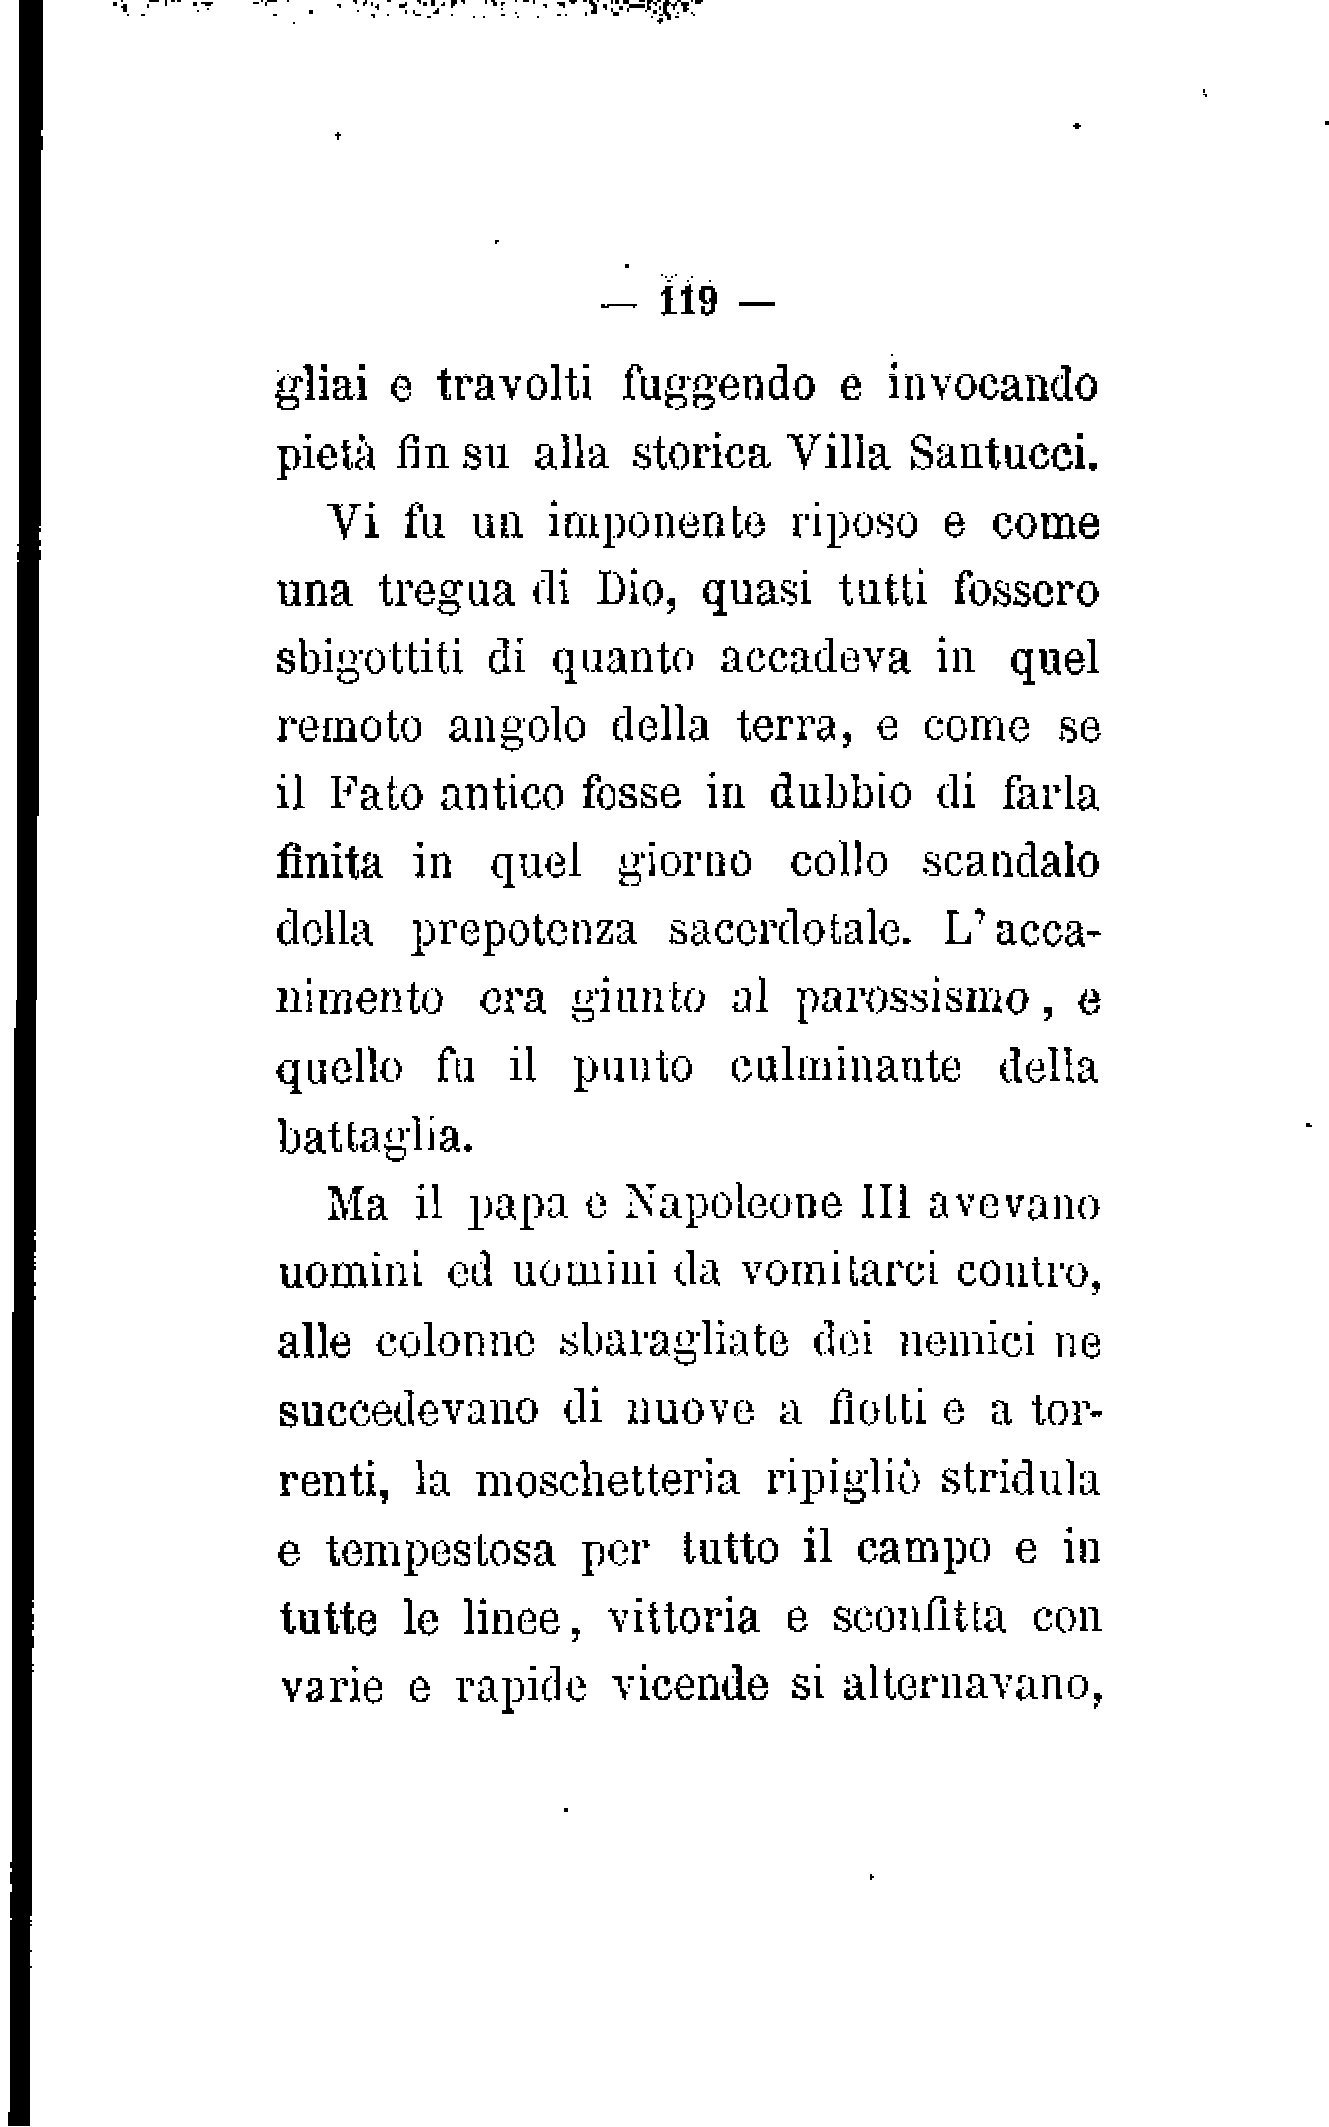 — 119 —
gliai e travolti fuggendo e invocando
pietà fin su alla storica Villa Santucci.
Vi fu un imponente riposo e come
una tregua di Dio, quasi tutti fossero
sbigottiti di quanto accadeva in quel
remoto angolo della terra, e come se
il Fato antico fosse in dubbio di farla
finita in quel giorno collo scandalo
della prepotenza sacerdotale. L'acca-
nimento era giunto al parossismo, e
quello fu il punto culminante della
battaglia.
Ma il papa e Napoleone III avevano
uomini ed uomini da vomitarci contro,
alle colonne sbaragliate dei nemici ne
succedevano di nuove a fiotti e a tor-
renti, la moschetteria ripigliò stridula
e tempestosa per tutto il campo e in
tutte le linee, vittoria e sconfitta con
varie e rapide vicende si alternavano,